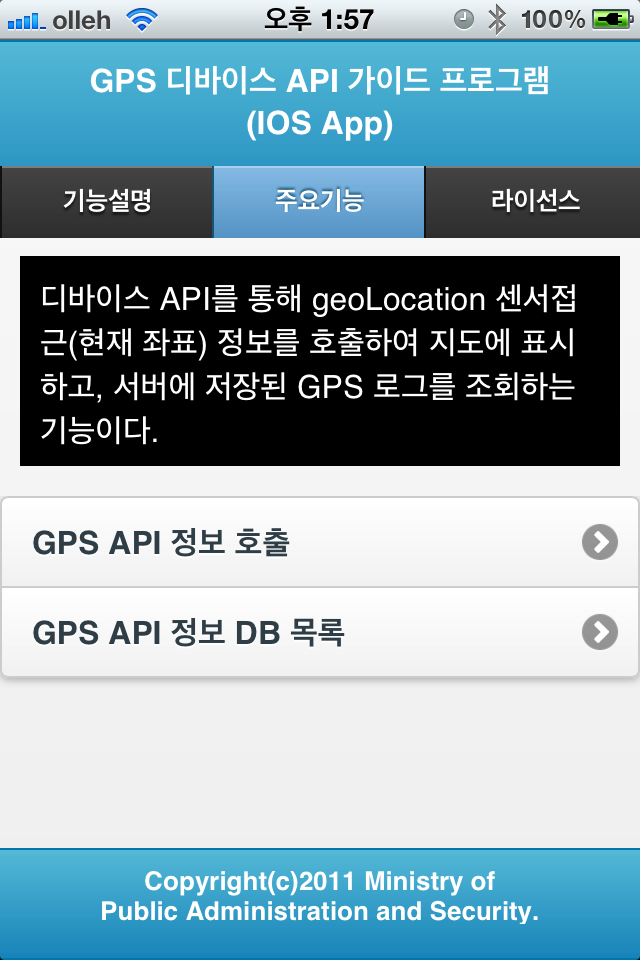 olleh 오후 1:57 100%
GPS 디바이스 API 가이드 프로그램
(IOS App)
기능설명 주요기능 라이선스
디바이스 API를 통해 geoLocation 센서접
근(현재 좌표) 정보를 호출하여 지도에 표시
하고, 서버에 저장된 GPS 로그를 조회하는
기능이다.
GPS API 정보 호출
GPS API 정보 DB 목록
Copyright(c)2011 Ministry of
Public Administration and Security.